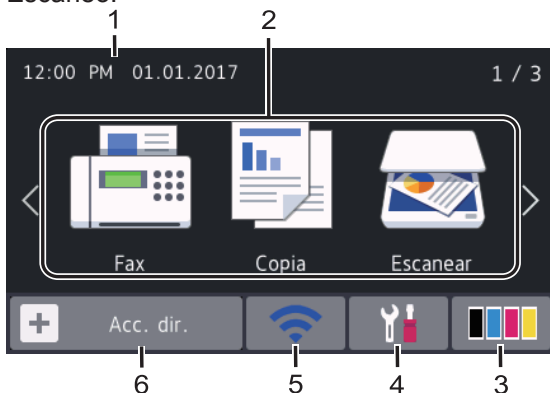 1
2
12:00 PM 01.01.2017
1 / 3
Fax
Copia
Escanear
Acc. dir.
6
5
4
3